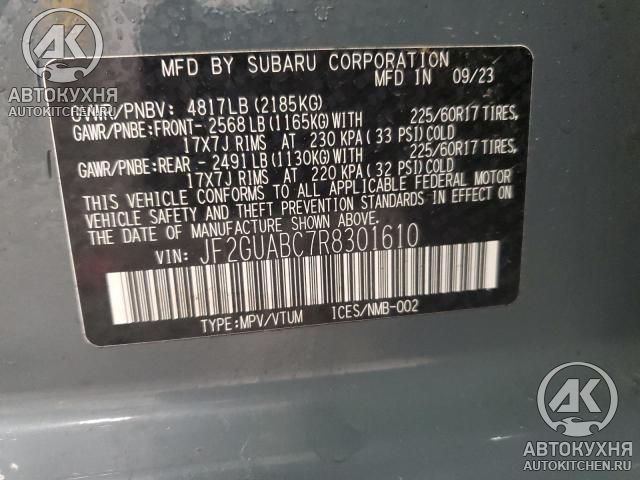 MFD BY SUBARU CORPORATION
MFD IN 09/23
GVWR/PNBV: 4817LB (2185KG)
GAWR/PNBE:FRONT- 2568LB (1165KG) WITH 225/60R17 TIRES,
17X7J RIMS AT 230 KPA (33 PSI) COLD
GAWR/PNBE:REAR - 2491LB (1130KG) WITH 225/60R17 TIRES,
17X7J RIMS AT 220 KPA (32 PSI) COLD
THIS VEHICLE CONFORMS TO ALL APPLICABLE FEDERAL MOTOR
VEHICLE SAFETY AND THEFT PREVENTION STANDARDS IN EFFECT
ON THE DATE OF MANUFACTURE SHOWN ABOVE.
VIN: JF2GUABC7R8301610
TYPE:MPV/VTUM ICES/NMB-002
АК
АВТОКУХНЯ
AUTOKITCHEN.RU
АК
АВТОКУХНЯ
AUTOKITCHEN.RU